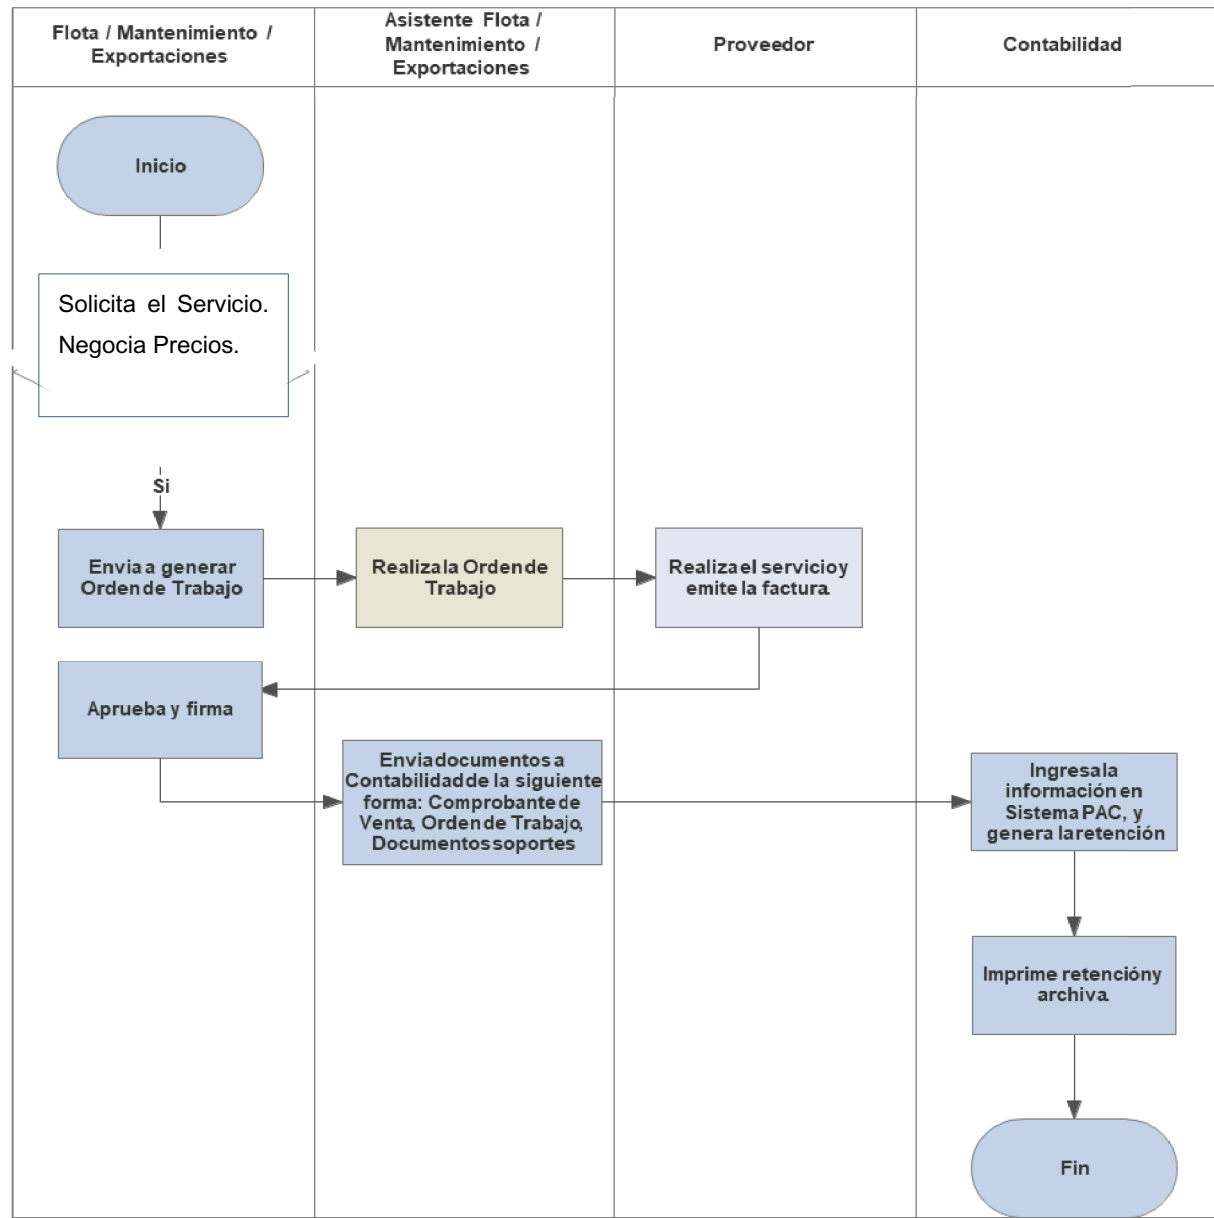 Flota / Mantenimiento /
Exportaciones
Asistente Flota /
Mantenimiento /
Exportaciones
Proveedor
Contabilidad
Inicio
Solicita el Servicio.
Negocia Precios.
Si
Envia a generar
Orden de Trabajo
Realiza la Orden de
Trabajo
Realiza el servicio y
emite la factura
Aprueba y firma
Envia documentos a
Contabilidad de la siguiente
forma: Comprobante de
Venta, Orden de Trabajo,
Documentos soportes
Ingresa la
información en
Sistema PAC, y
genera la retención
Imprime retención y
archiva
Fin